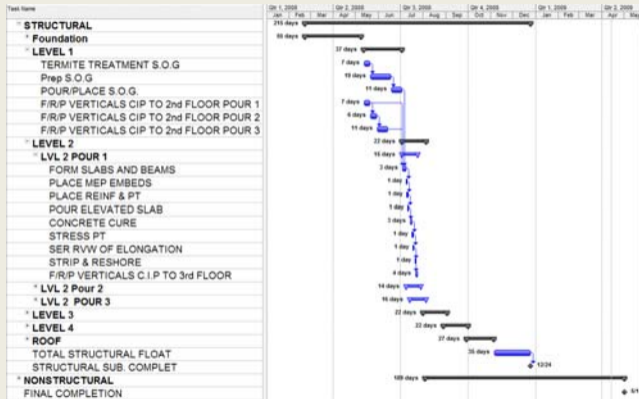 Task Name
Qtr 1, 2008 Qtr 2, 2008 Qtr 3, 2008 Qtr 4, 2008 Qtr 1, 2009 Qtr 2, 2009
Jan Feb Mar Apr May Jun Jul Aug Sep Oct Nov Dec Jan Feb Mar Apr May
STRUCTURAL 215 days
Foundation 55 days
LEVEL 1 37 days
TERMITE TREATMENT S.O.G 7 days
Prep S.O.G 15 days
POUR/PLACE S.O.G. 11 days
F/R/P VERTICALS CIP TO 2nd FLOOR POUR 1 7 days
F/R/P VERTICALS CIP TO 2nd FLOOR POUR 2 6 days
F/R/P VERTICALS CIP TO 2nd FLOOR POUR 3 11 days
LEVEL 2 22 days
LVL 2 POUR 1 16 days
FORM SLABS AND BEAMS 3 days
PLACE MEP EMBEDS 1 day
PLACE REINF & PT 1 day
POUR ELEVATED SLAB 1 day
CONCRETE CURE 3 days
STRESS PT 1 day
SER RVW OF ELONGATION 1 day
STRIP & RESHORE 1 day
F/R/P VERTICALS C.I.P TO 3rd FLOOR 4 days
LVL 2 Pour 2 14 days
LVL 2 POUR 3 16 days
LEVEL 3 22 days
LEVEL 4 23 days
ROOF 27 days
TOTAL STRUCTURAL FLOAT 35 days
STRUCTURAL SUB. COMPLET 12/24
NONSTRUCTURAL 189 days
FINAL COMPLETION